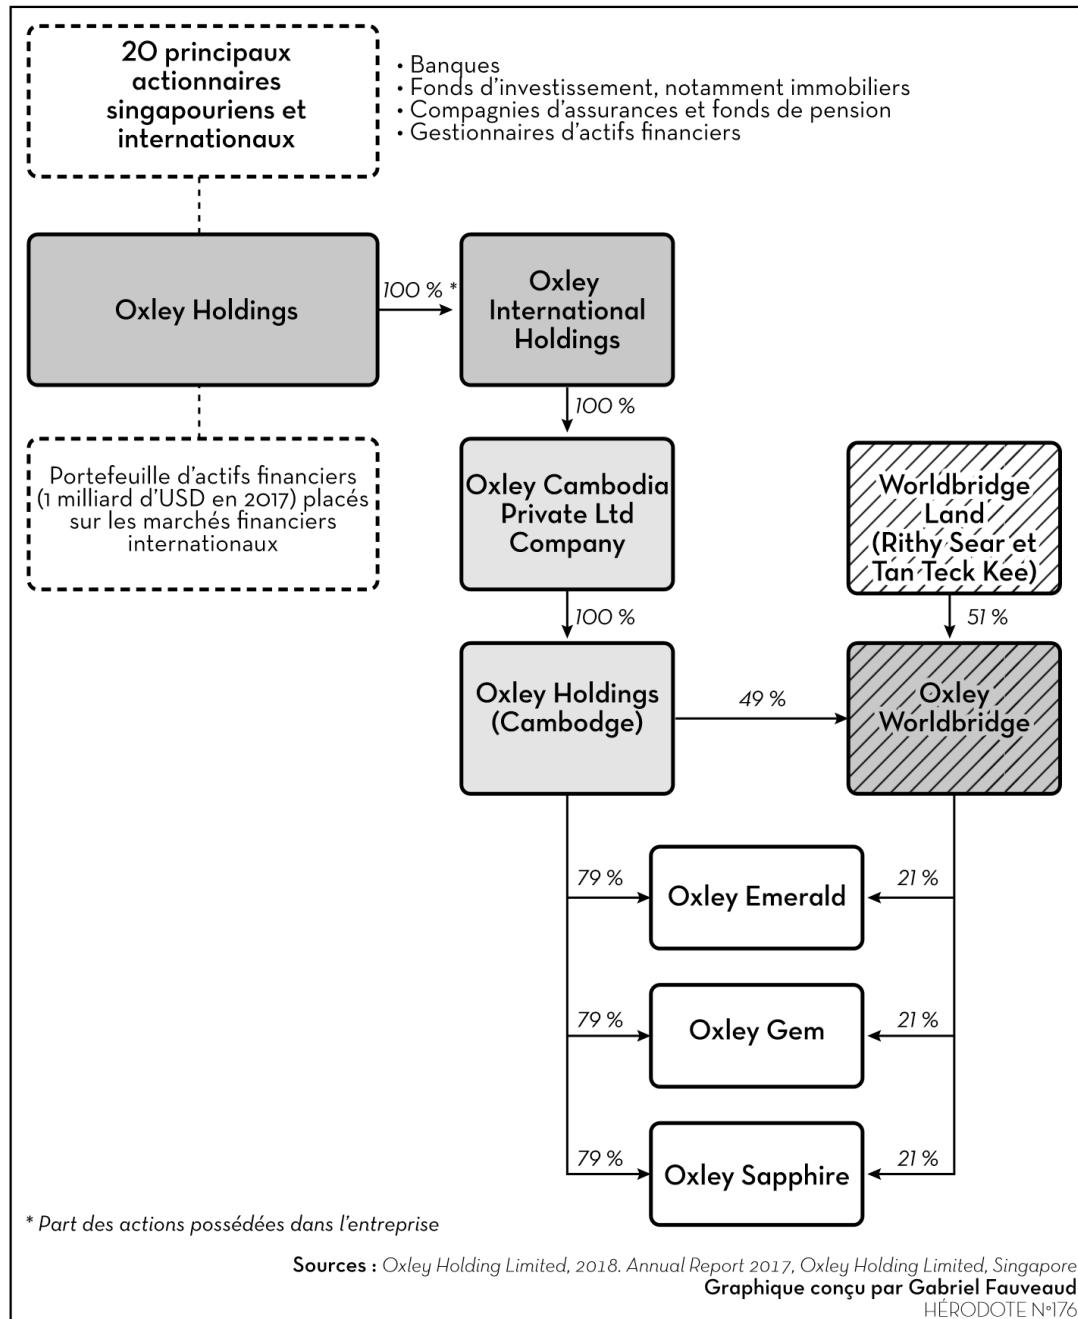 20 principaux
actionnaires
singapouriens et
internationaux
• Banques
• Fonds d'investissement, notamment immobiliers
• Compagnies d'assurances et fonds de pension
• Gestionnaires d'actifs financiers
Oxley Holdings
100 % *
Oxley
International
Holdings
100 %
Portefeuille d'actifs financiers
(1 milliard d'USD en 2017) placés
sur les marchés financiers
internationaux
Oxley Cambodia
Private Ltd
Company
Worldbridge
Land
(Rithy Sear et
Tan Teck Kee)
100 %
51 %
Oxley Holdings
(Cambodge)
49 %
Oxley
Worldbridge
79 %
Oxley Emerald
21 %
79 %
Oxley Gem
21 %
79 %
Oxley Sapphire
21 %
* Part des actions possédées dans l'entreprise
Sources : Oxley Holding Limited, 2018. Annual Report 2017, Oxley Holding Limited, Singapore
Graphique conçu par Gabriel Fauveaud
HÉRODOTE N°176